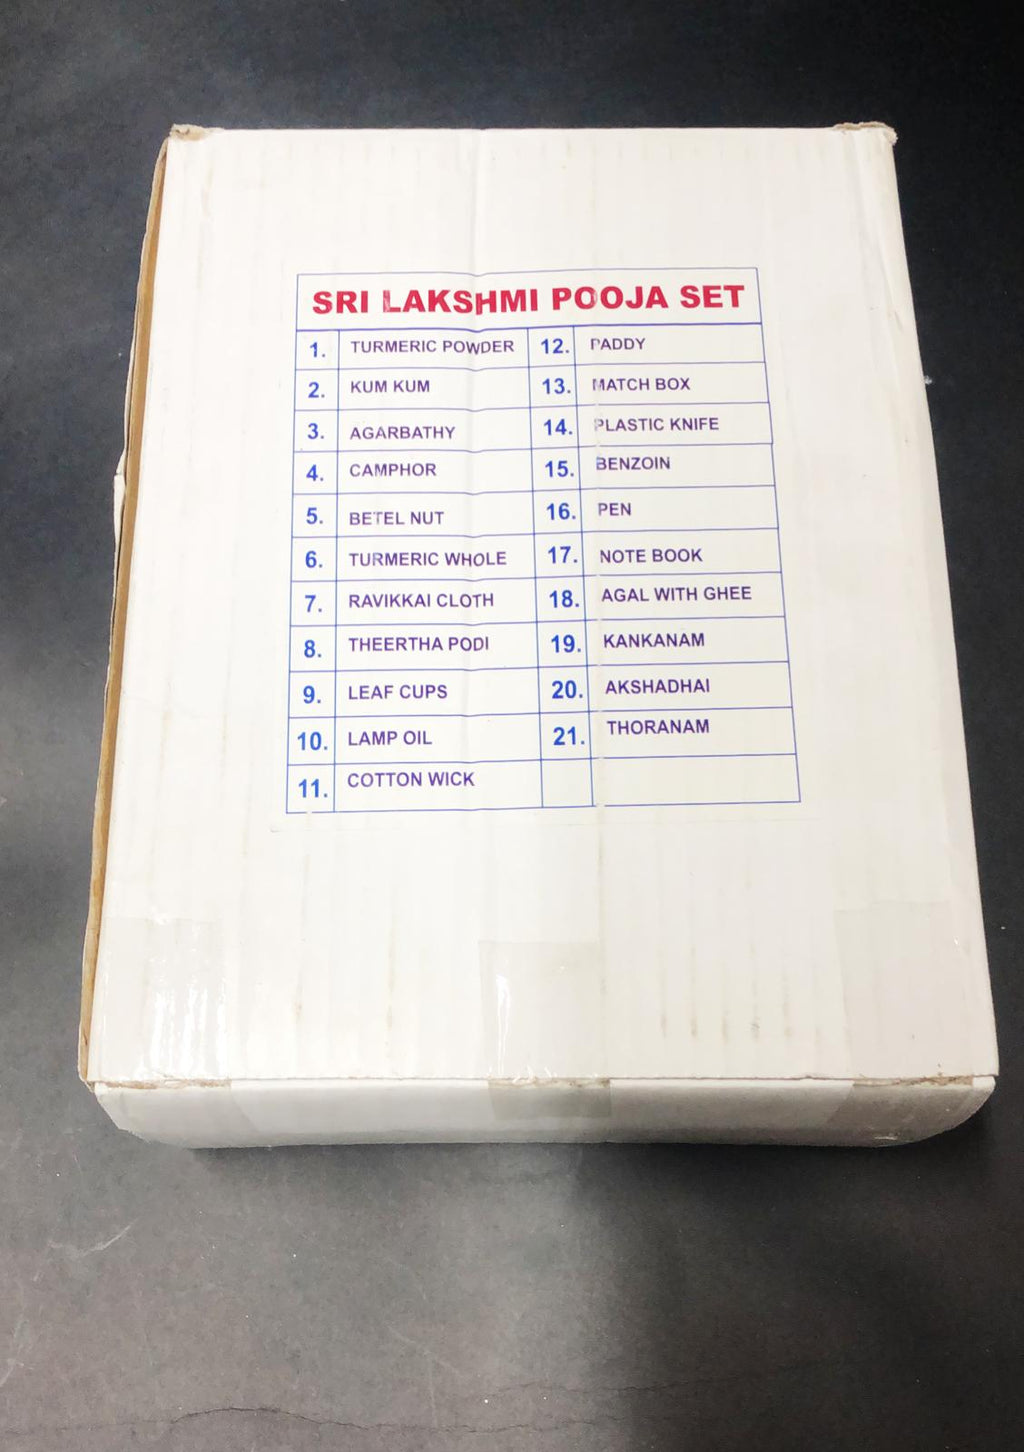 SRI LAKSHMI POOJA SET
1. TURMERIC POWDER 12. PADDY
2. KUM KUM 13. MATCH BOX
3. AGARBATHY 14. PLASTIC KNIFE
4. CAMPHOR 15. BENZOIN
5. BETEL NUT 16. PEN
6. TURMERIC WHOLE 17. NOTE BOOK
7. RAVIKKAI CLOTH 18. AGAL WITH GHEE
8. THEERTHA PODI 19. KANKANAM
9. LEAF CUPS 20. AKSHADHAI
10. LAMP OIL 21. THORANAM
11. COTTON WICK